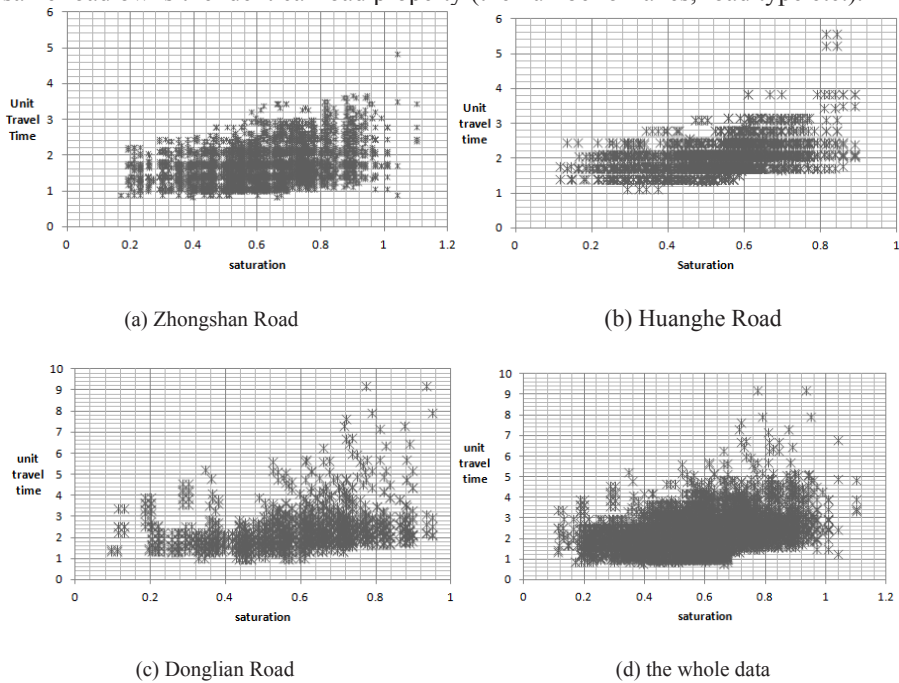 6 6
5 5
Unit Travel Time 4 Unit travel time 4
3 3
2 2
1 1
0 0
0 0.2 0.4 0.6 0.8 1 1.2 0 0.2 0.4 0.6 0.8 1
saturation Saturation
(a) Zhongshan Road (b) Huanghe Road
10 10
9 9
8 8
7 7
unit travel time 6 unit travel time 6
5 5
4 4
3 3
2 2
1 1
0 0
0 0.2 0.4 0.6 0.8 1 0 0.2 0.4 0.6 0.8 1 1.2
saturation saturation
(c) Donglian Road (d) the whole data